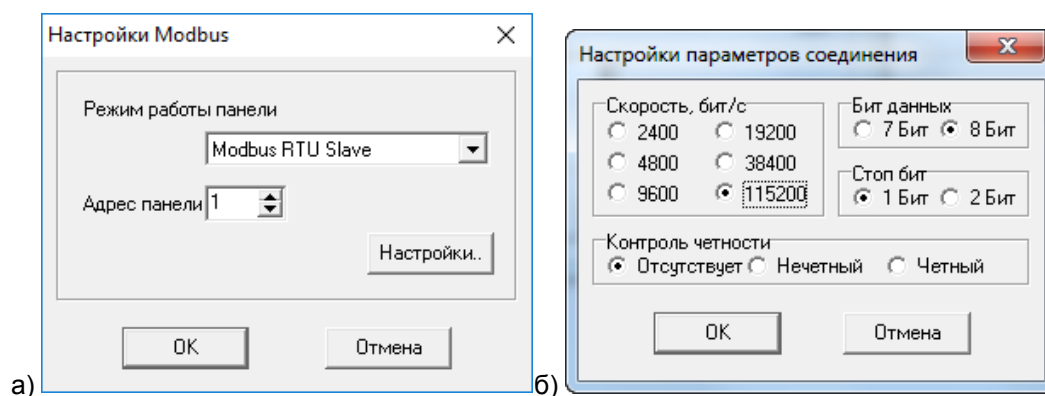 Настройки Modbus
Режим работы панели
Modbus RTU Slave
Адрес панели 1
Настройки..
OK Отмена
а)
Настройки параметров соединения
Скорость, бит/с
2400 19200
4800 38400
9600 115200
Бит данных
7 Бит 8 Бит
Стоп бит
1 Бит 2 Бит
Контроль четности
Отсутствует Нечетный Четный
OK Отмена
б)